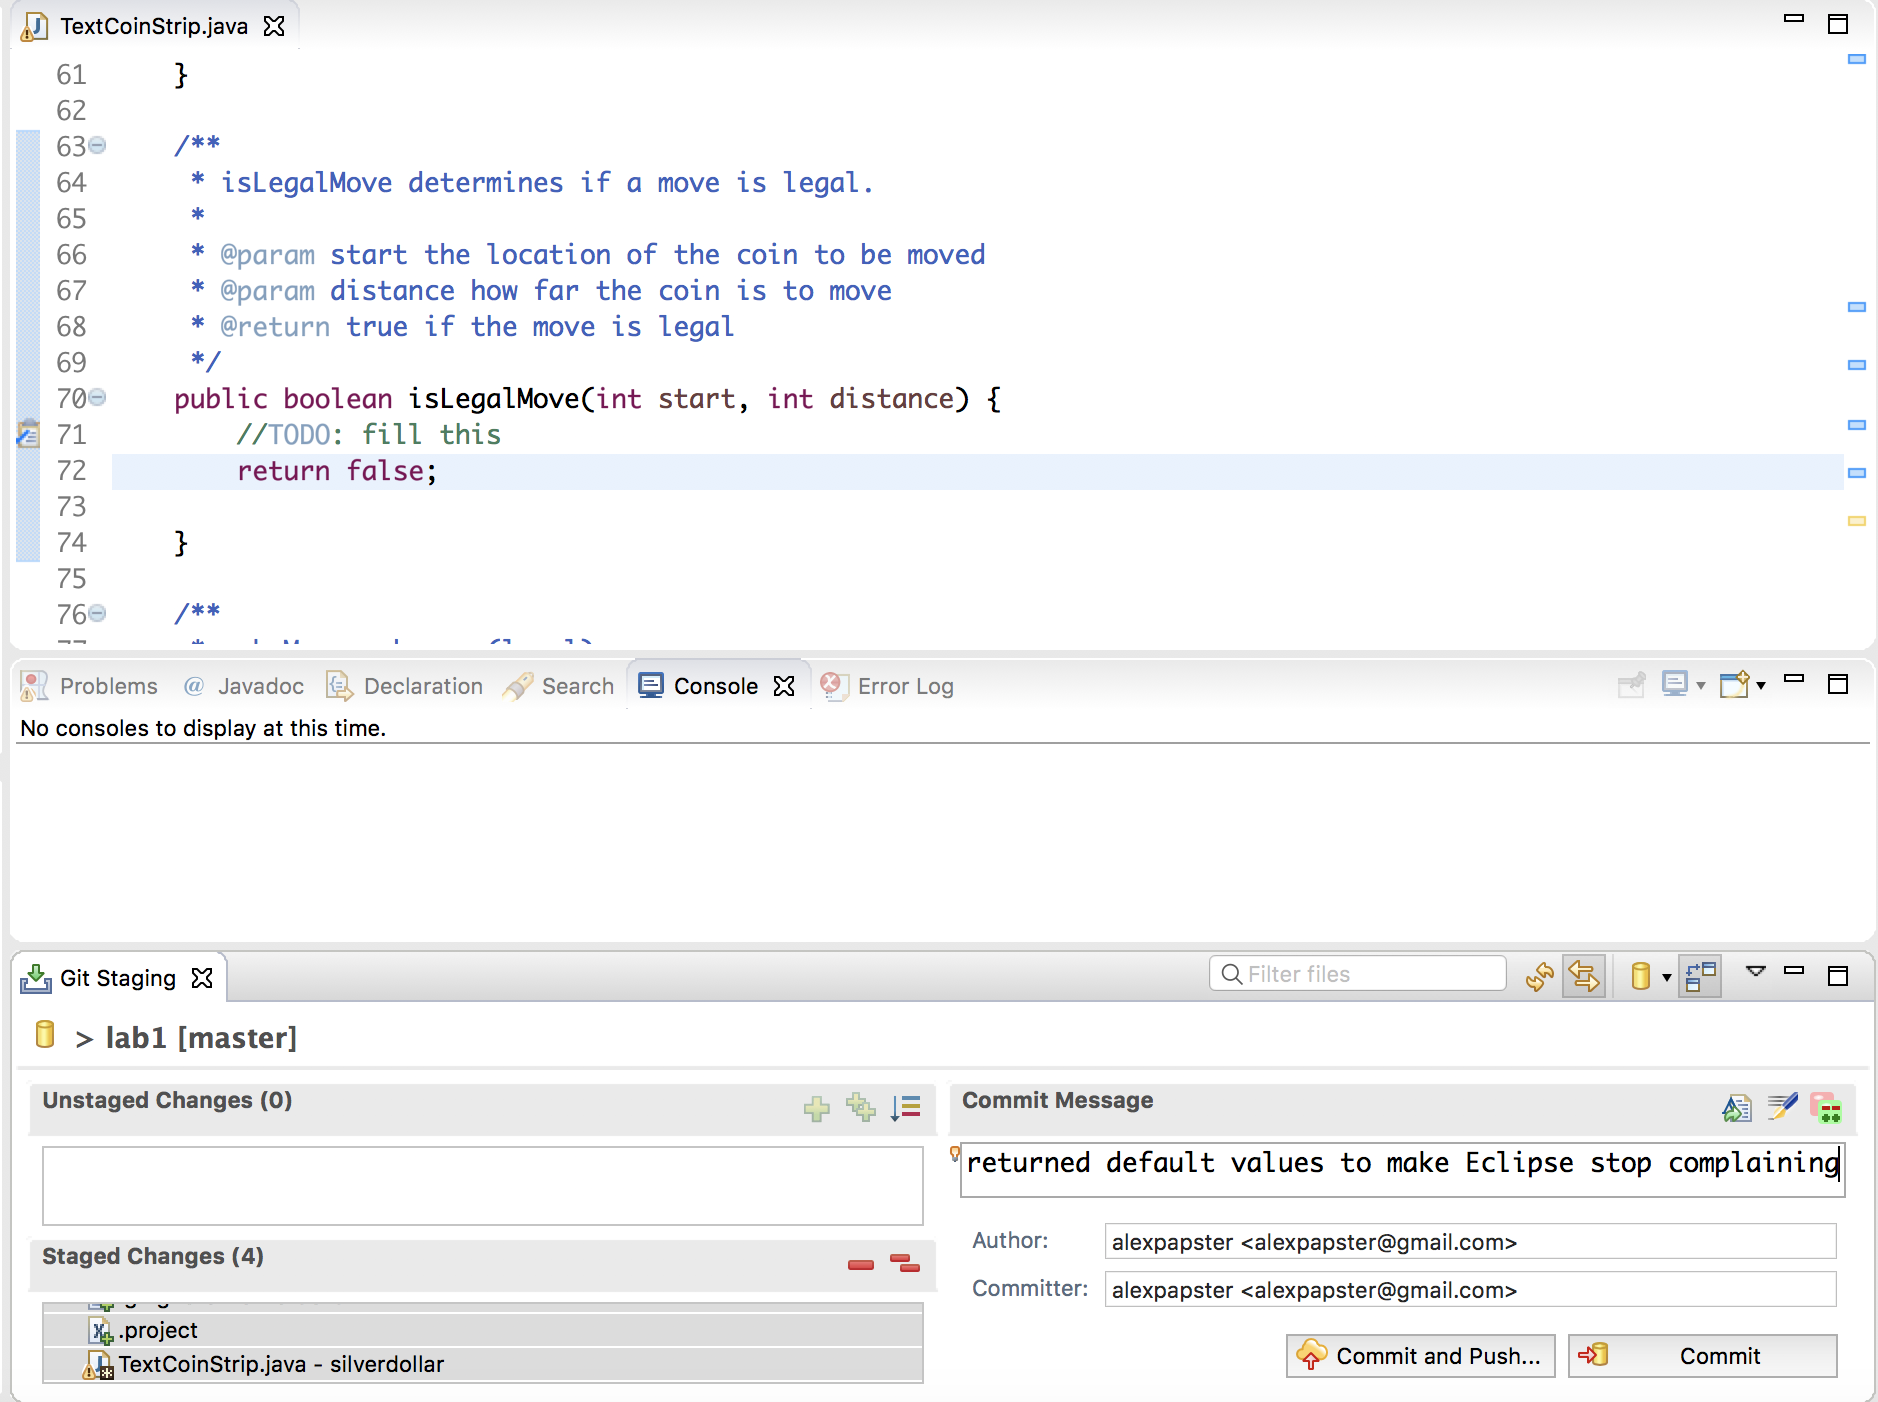 TextCoinStrip.java
61 }
62
63 /**
64 * isLegalMove determines if a move is legal.
65 *
66 * @param start the location of the coin to be moved
67 * @param distance how far the coin is to move
68 * @return true if the move is legal
69 */
70 public boolean isLegalMove(int start, int distance) {
71 //TODO: fill this
72 return false;
73
74 }
75
76 /**
Problems @ Javadoc Declaration Search Console Error Log
No consoles to display at this time.
Git Staging Filter files
> lab1 [master]
Unstaged Changes (0)
Staged Changes (4)
.project
TextCoinStrip.java - silverdollar
Commit Message
returned default values to make Eclipse stop complaining
Author: alexpapster <alexpapster@gmail.com>
Committer: alexpapster <alexpapster@gmail.com>
Commit and Push... Commit